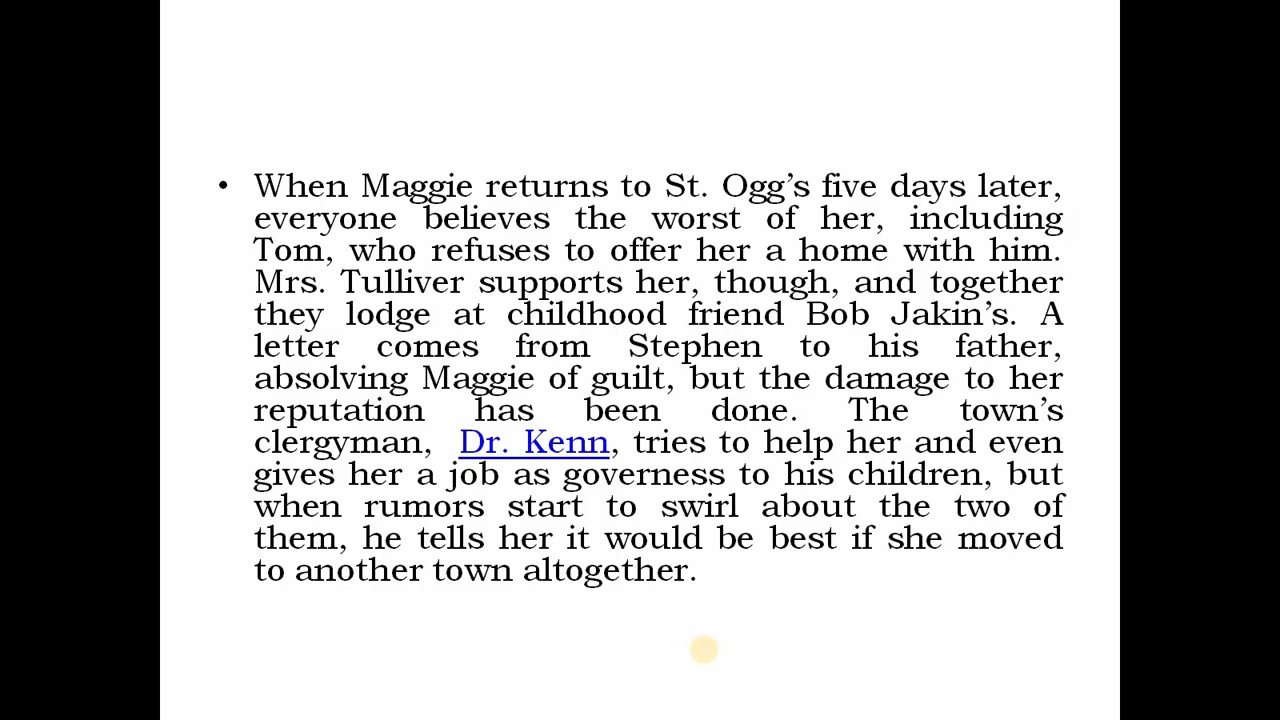 • When Maggie returns to St. Ogg’s five days later,
everyone believes the worst of her, including
Tom, who refuses to offer her a home with him.
Mrs. Tulliver supports her, though, and together
they lodge at childhood friend Bob Jakin’s. A
letter comes from Stephen to his father,
absolving Maggie of guilt, but the damage to her
reputation has been done. The town’s
clergyman, Dr. Kenn, tries to help her and even
gives her a job as governess to his children, but
when rumors start to swirl about the two of
them, he tells her it would be best if she moved
to another town altogether.